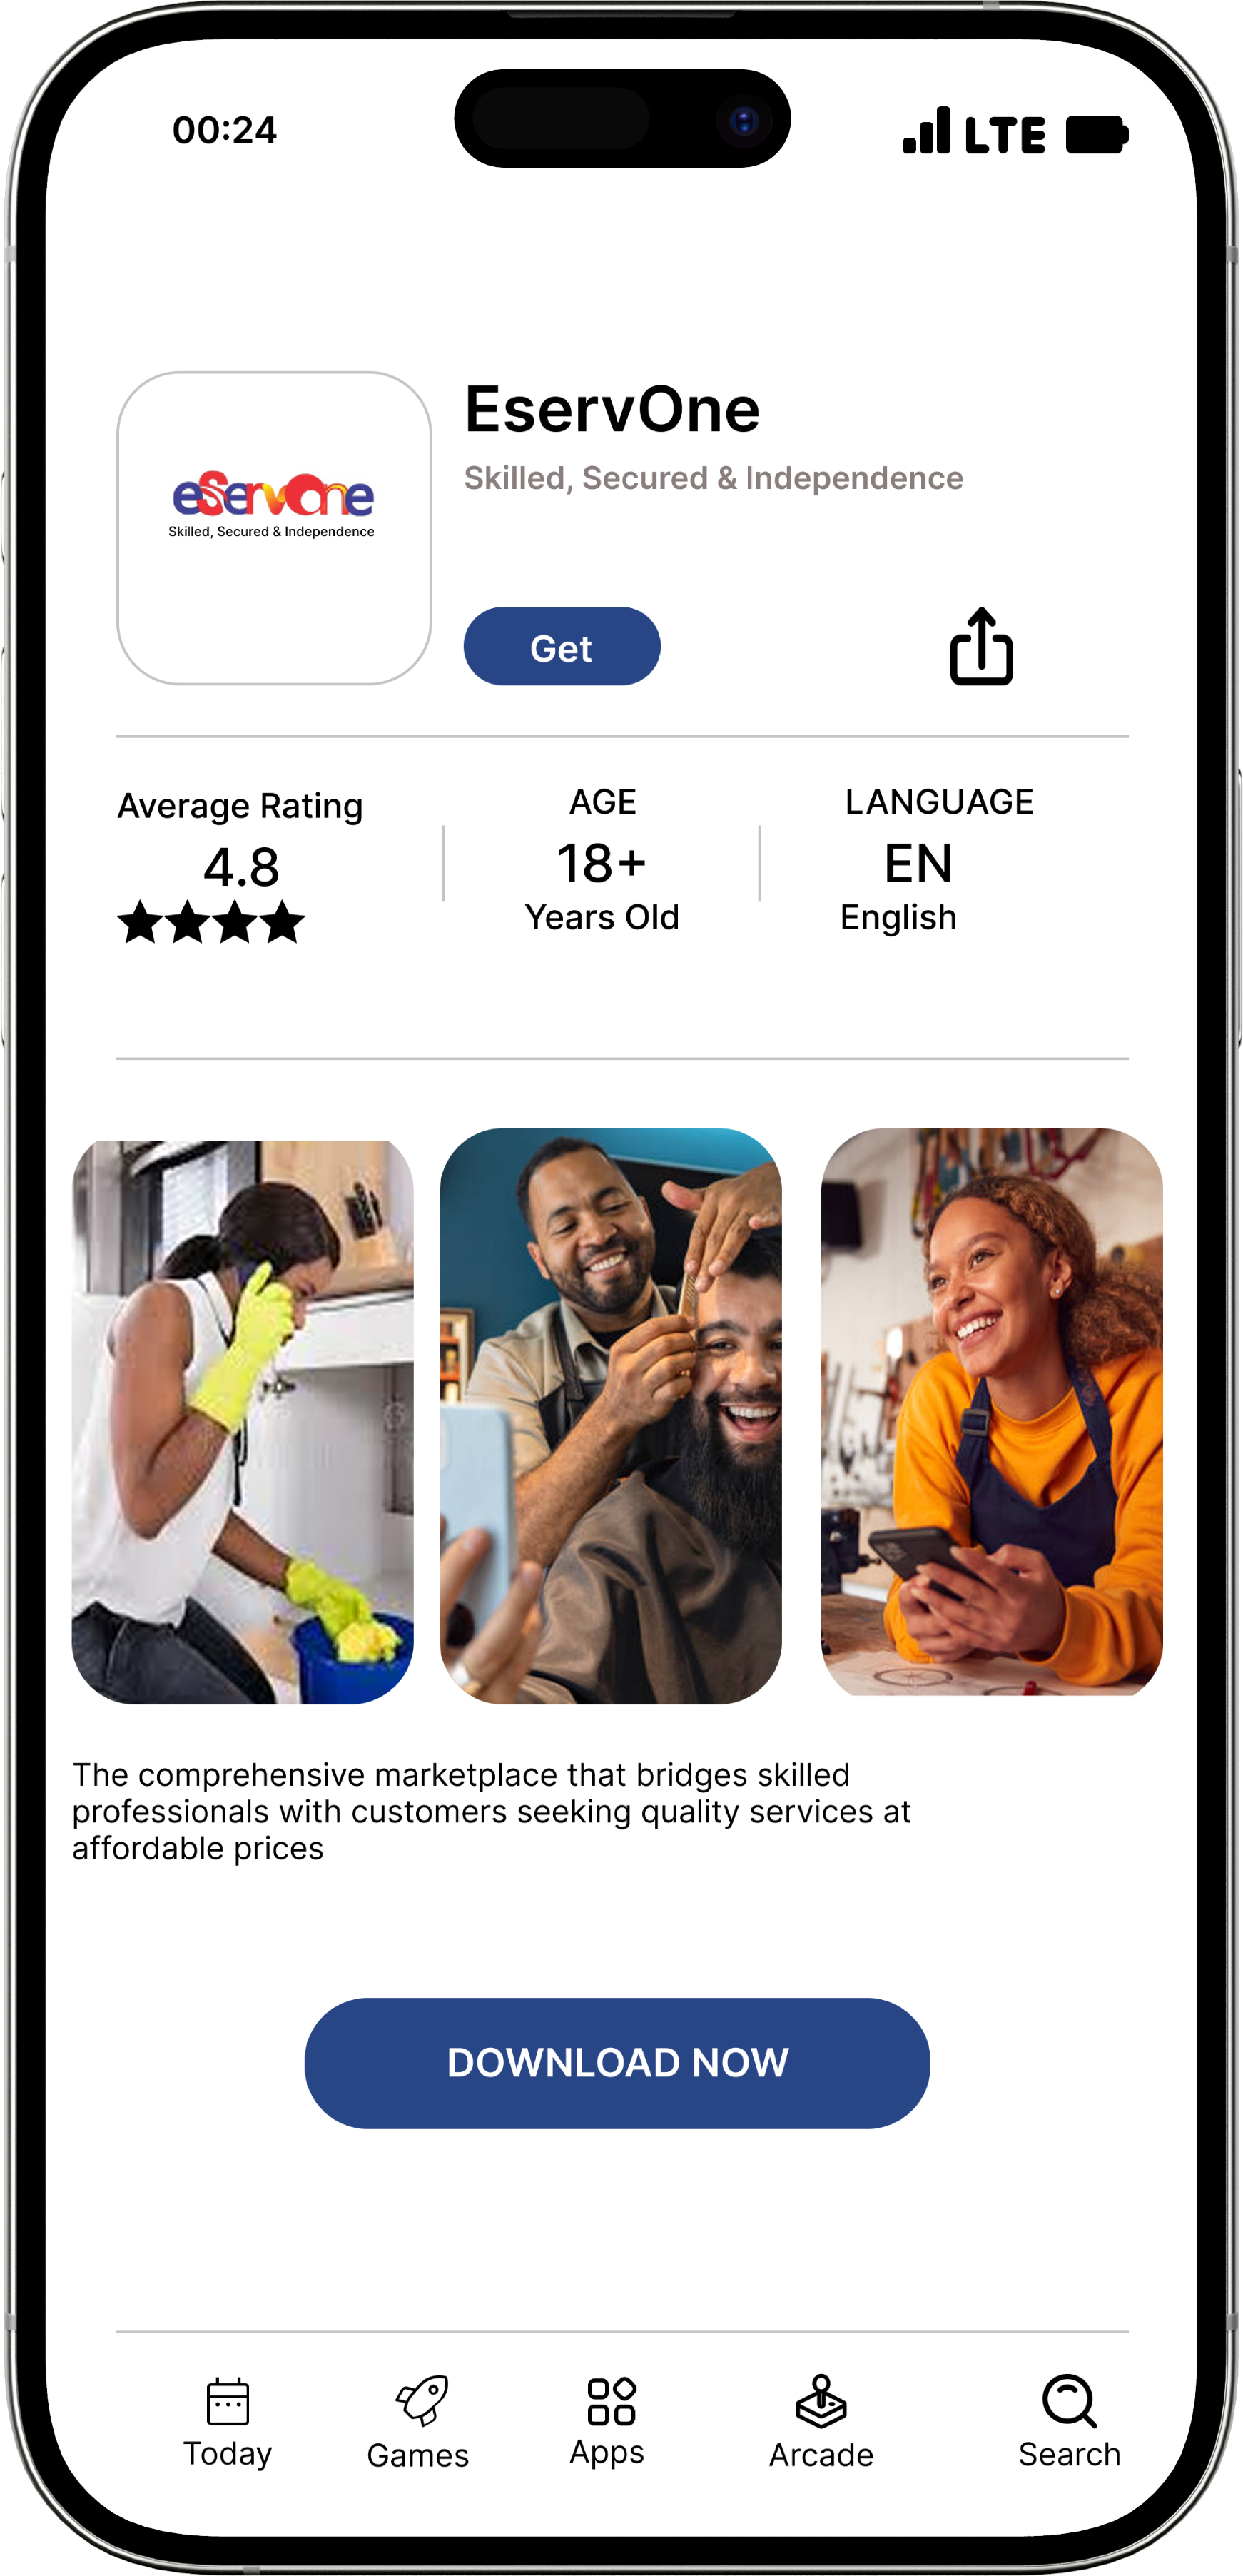 00:24
LTE
EservOne
Skilled, Secured & Independence
eServOne
Skilled, Secured & Independence
Get
Average Rating
4.8
AGE
18+
Years Old
LANGUAGE
EN
English
The comprehensive marketplace that bridges skilled
professionals with customers seeking quality services at
affordable prices
DOWNLOAD NOW
Today
Games
Apps
Arcade
Search